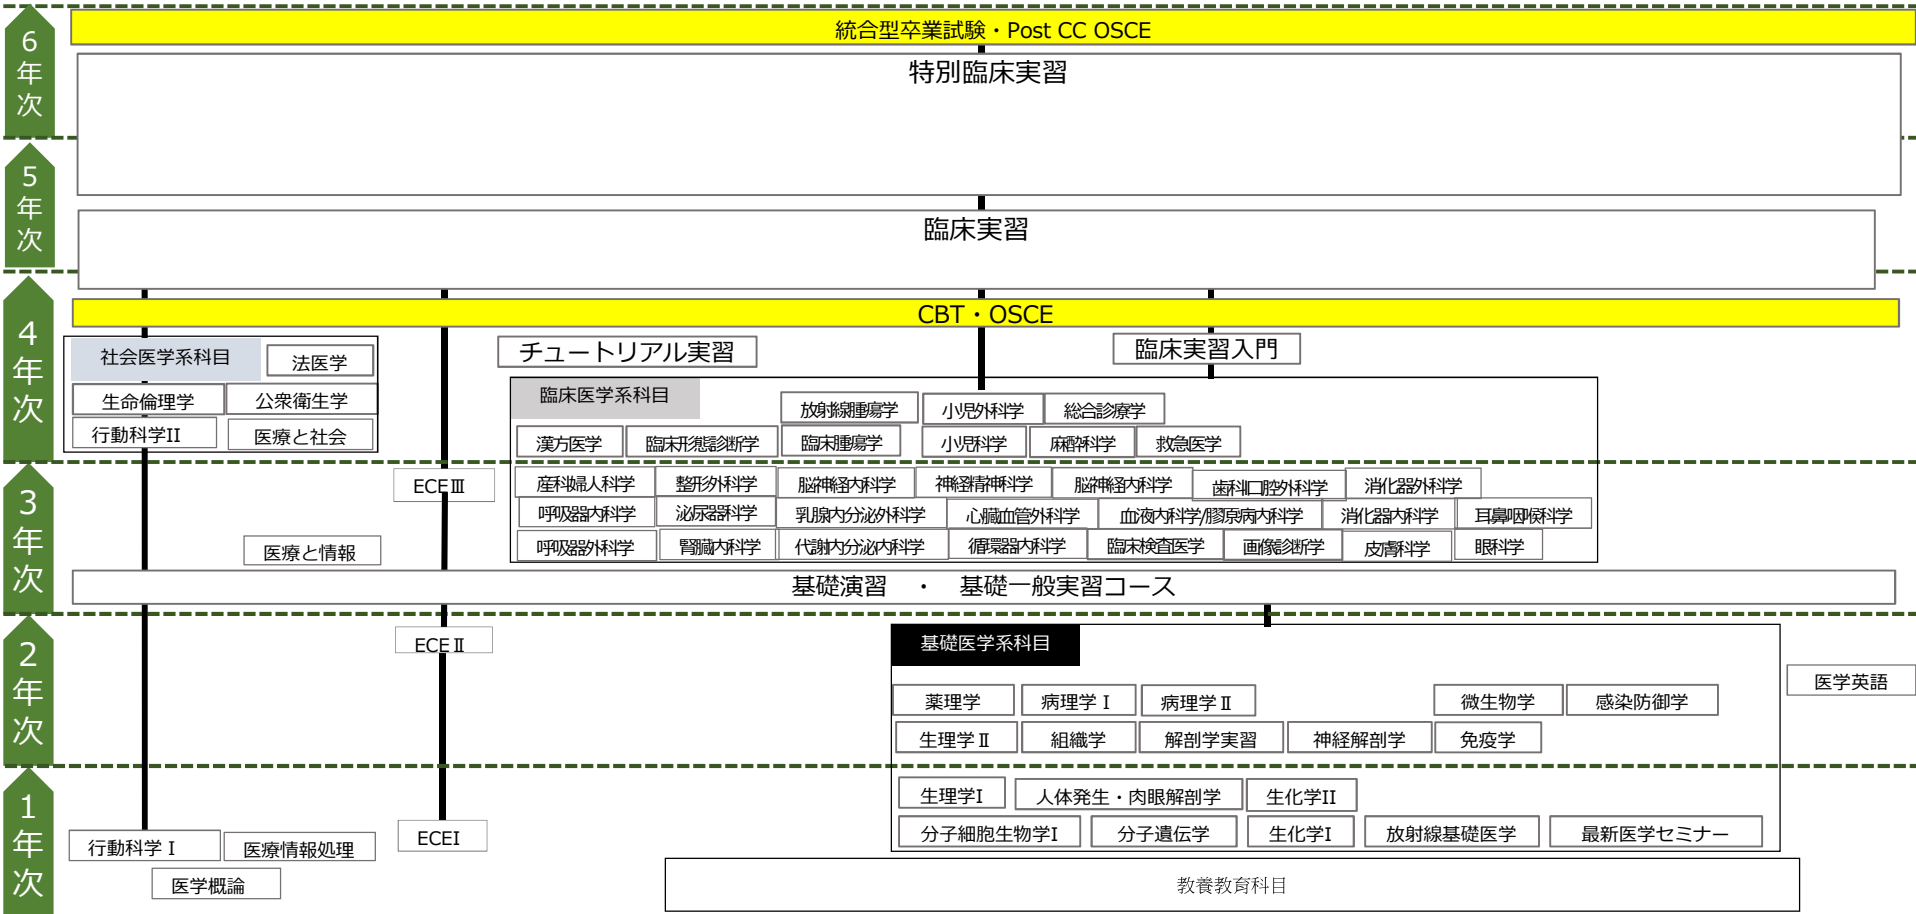 6年次
統合型卒業試験・Post CC OSCE
特別臨床実習
5年次
臨床実習
4年次
CBT・OSCE
社会医学系科目
法医学
生命倫理学
公衆衛生学
行動科学II
医療と社会
チュートリアル実習
臨床実習入門
臨床医学系科目
放射線腫瘍学
小児外科学
総合診療学
漢方医学
臨床形態診断学
臨床腫瘍学
小児科学
麻酔科学
救急医学
3年次
ECEⅢ
産科婦人科学
整形外科学
脳神経内科学
神経精神科学
脳神経内科学
歯科口腔外科学
消化器外科学
呼吸器内科学
泌尿器科学
乳腺内分泌外科学
心臓血管外科学
血液内科学/膠原病内科学
消化器内科学
耳鼻咽喉科学
医療と情報
呼吸器外科学
腎臓内科学
代謝内分泌内科学
循環器内科学
臨床検査医学
画像診断学
皮膚科学
眼科学
基礎演習 ・ 基礎一般実習コース
2年次
ECEⅡ
基礎医学系科目
医学英語
薬理学
病理学Ⅰ
病理学Ⅱ
微生物学
感染防御学
生理学Ⅱ
組織学
解剖学実習
神経解剖学
免疫学
1年次
生理学I
人体発生・肉眼解剖学
生化学II
行動科学Ⅰ
医療情報処理
ECEI
分子細胞生物学I
分子遺伝学
生化学I
放射線基礎医学
最新医学セミナー
医学概論
教養教育科目